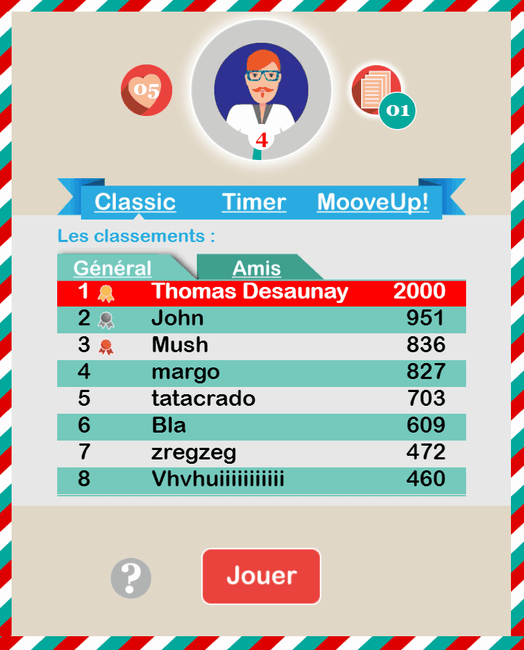 05
4
01
Classic Timer MooveUp!
Les classements :
Général Amis
1 Thomas Desaunay 2000
2 John 951
3 Mush 836
4 margo 827
5 tatacrado 703
6 Bla 609
7 zregzeg 472
8 Vhvhuiiiiiiiiiii 460
? Jouer